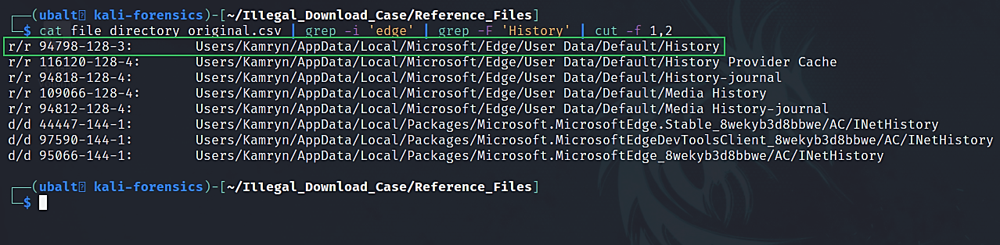 ┌──(ubalt㉿ kali-forensics)-[~/Illegal_Download_Case/Reference_Files]
└─$ cat file_directory_original.csv | grep -i 'edge' | grep -F 'History' | cut -f 1,2
r/r 94798-128-3: Users/Kamryn/AppData/Local/Microsoft/Edge/User Data/Default/History
r/r 116120-128-4: Users/Kamryn/AppData/Local/Microsoft/Edge/User Data/Default/History Provider Cache
r/r 94818-128-4: Users/Kamryn/AppData/Local/Microsoft/Edge/User Data/Default/History-journal
r/r 109066-128-4: Users/Kamryn/AppData/Local/Microsoft/Edge/User Data/Default/Media History
r/r 94812-128-4: Users/Kamryn/AppData/Local/Microsoft/Edge/User Data/Default/Media History-journal
d/d 44447-144-1: Users/Kamryn/AppData/Local/Packages/Microsoft.MicrosoftEdge.Stable_8wekyb3d8bbwe/AC/INetHistory
d/d 97590-144-1: Users/Kamryn/AppData/Local/Packages/Microsoft.MicrosoftEdgeDevToolsClient_8wekyb3d8bbwe/AC/INetHistory
d/d 95066-144-1: Users/Kamryn/AppData/Local/Packages/Microsoft.MicrosoftEdge_8wekyb3d8bbwe/AC/INetHistory
┌──(ubalt㉿ kali-forensics)-[~/Illegal_Download_Case/Reference_Files]
└─$